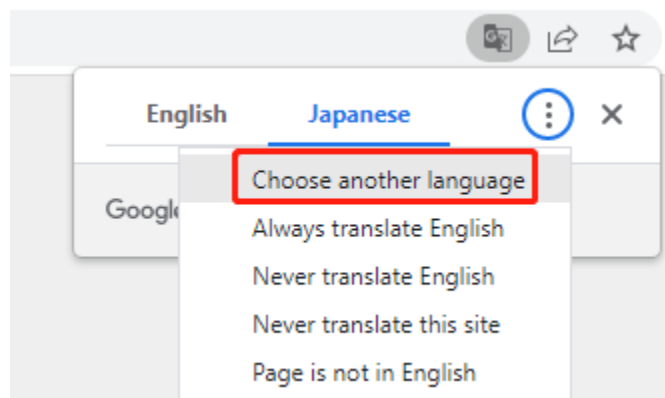 English Japanese
Choose another language
Google
Always translate English
Never translate English
Never translate this site
Page is not in English